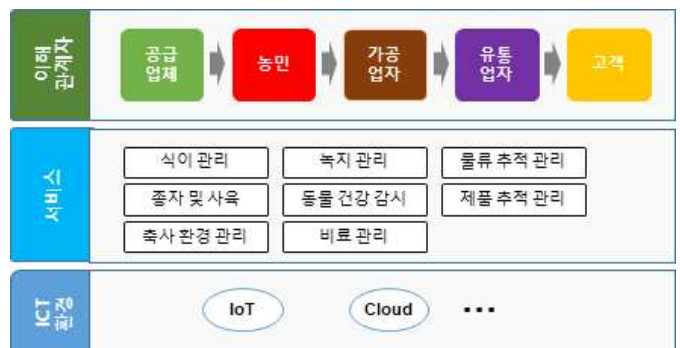 이해
관계자
공급
업체
농민
가공
업자
유통
업자
고객
서비스
식이 관리
녹지 관리
물류 추적 관리
종자 및 사육
동물 건강 감시
제품 추적 관리
축사 환경 관리
비료 관리
ICT
환경
IoT
Cloud
...